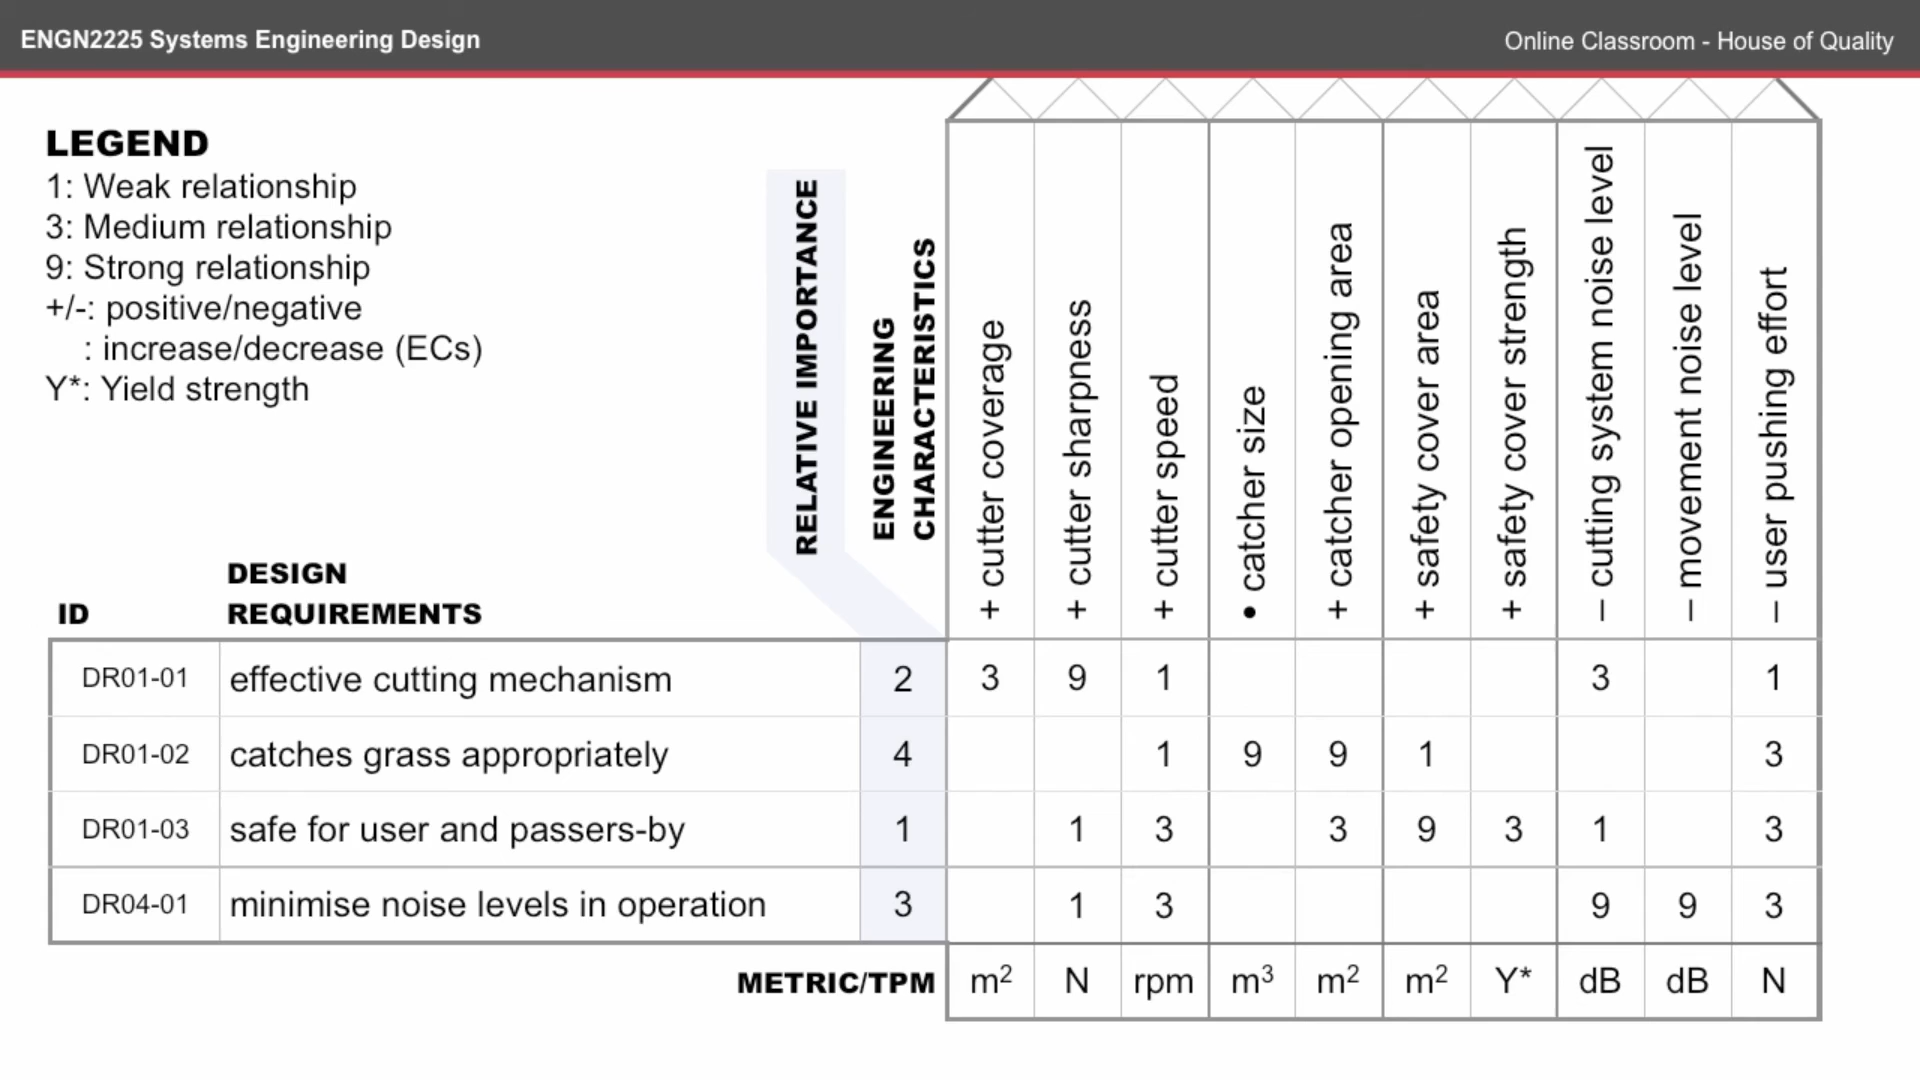 ENGN2225 Systems Engineering Design
Online Classroom - House of Quality
LEGEND
1: Weak relationship
3: Medium relationship
9: Strong relationship
+/-: positive/negative
: increase/decrease (ECs)
Y*: Yield strength
RELATIVE IMPORTANCE
ENGINEERING
CHARACTERISTICS
+ cutter coverage
+ cutter sharpness
+ cutter speed
• catcher size
+ catcher opening area
+ safety cover area
+ safety cover strength
– cutting system noise level
– movement noise level
– user pushing effort
ID
DESIGN
REQUIREMENTS
DR01-01 effective cutting mechanism 2 3 9 1 3 1
DR01-02 catches grass appropriately 4 1 9 9 1 3
DR01-03 safe for user and passers-by 1 1 3 3 9 3 1 3
DR04-01 minimise noise levels in operation 3 1 3 9 9 3
METRIC/TPM m² N rpm m³ m² m² Y* dB dB N